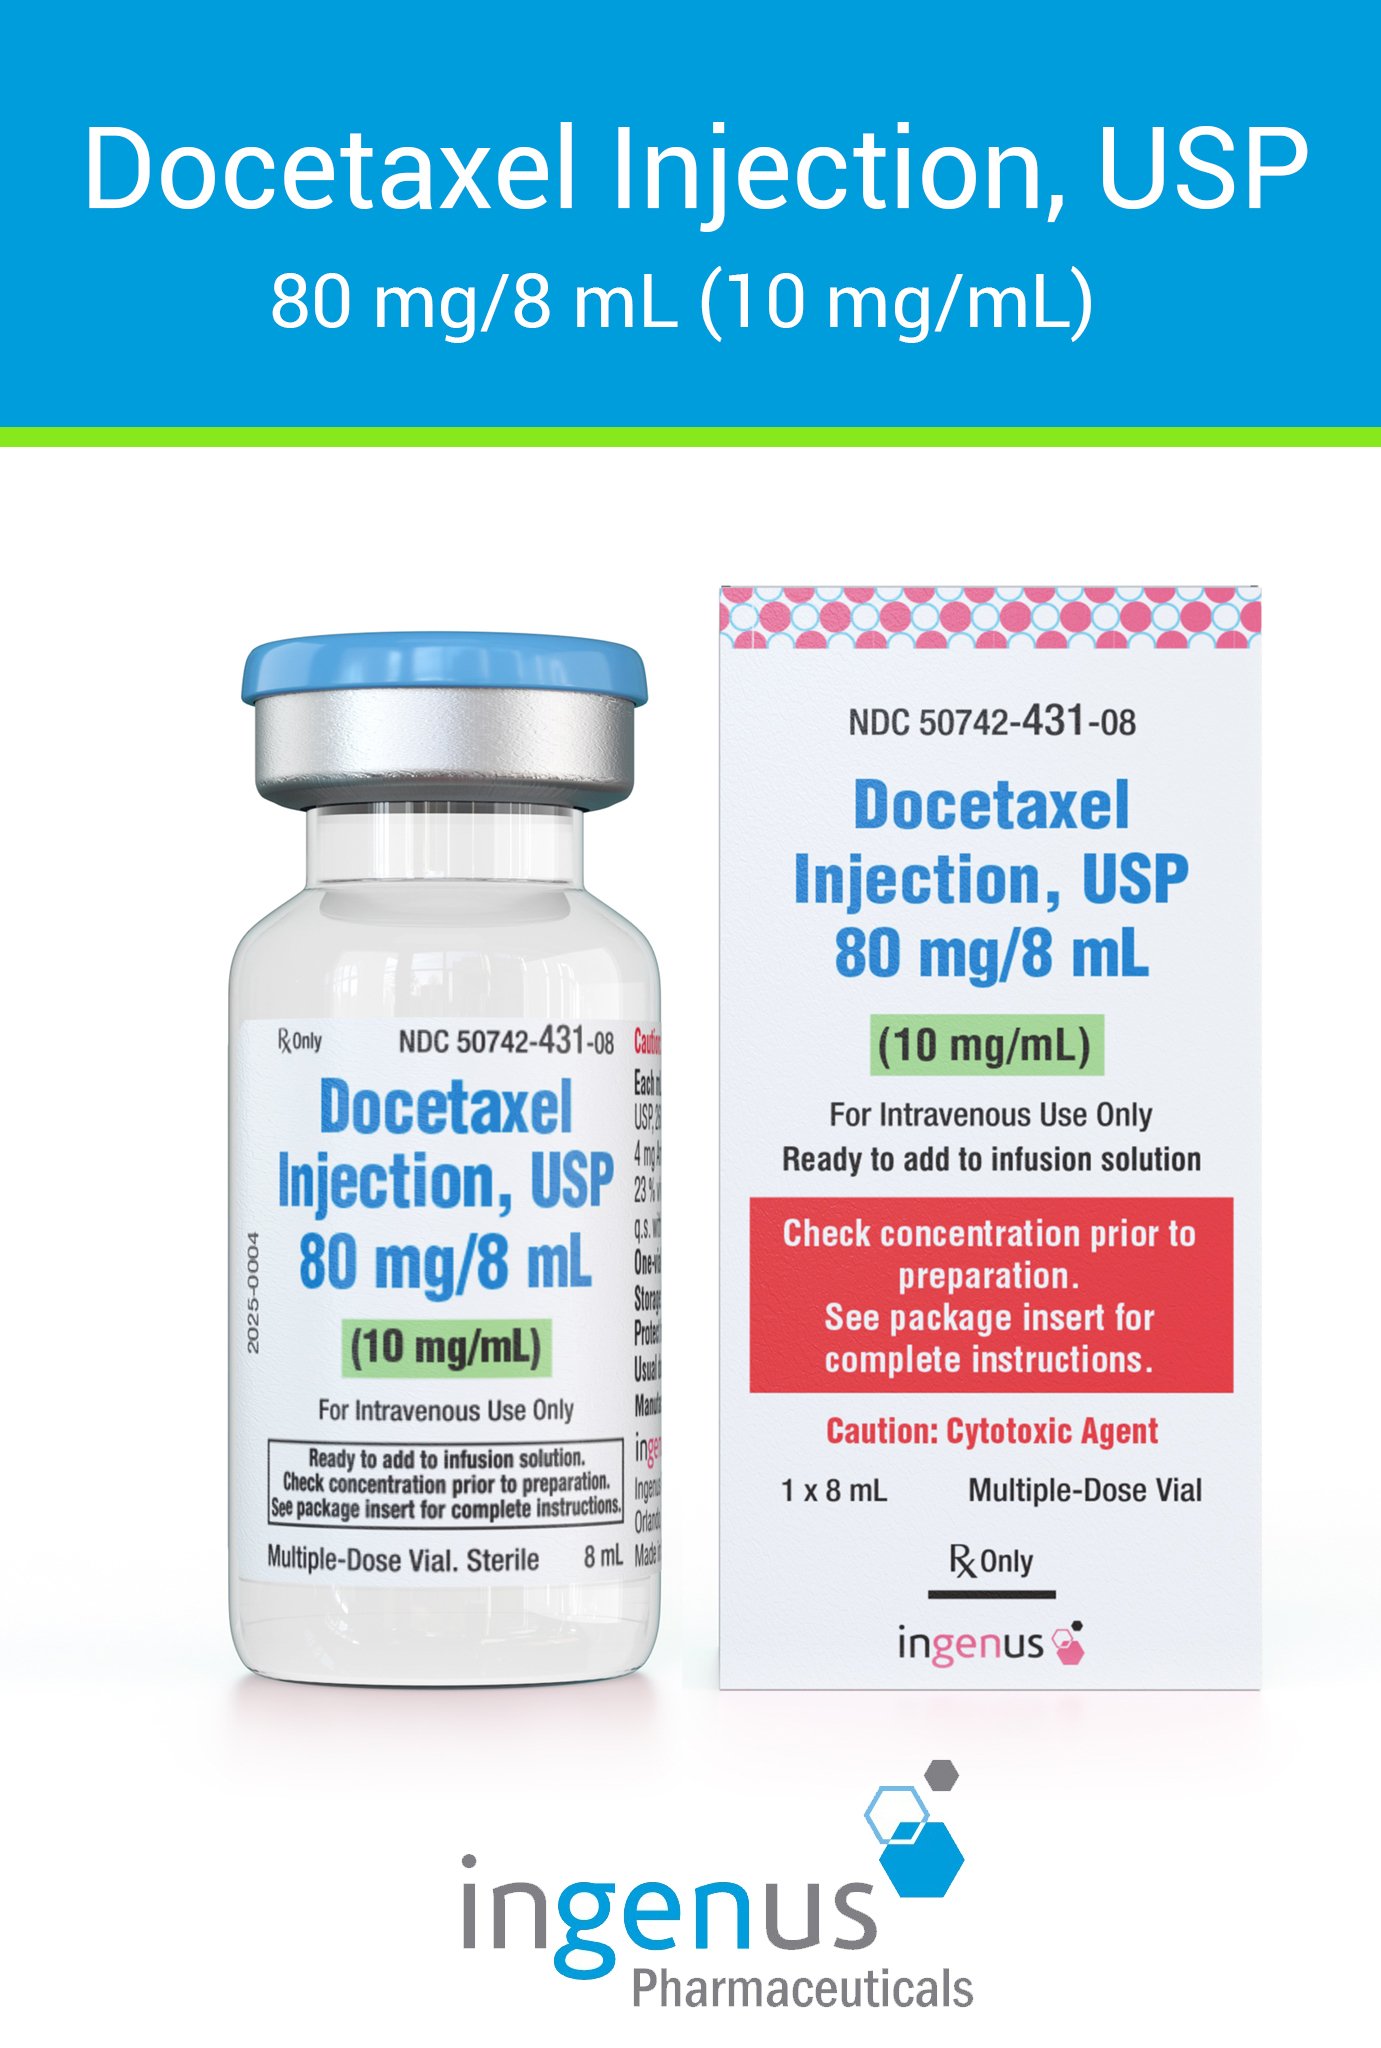 Docetaxel Injection, USP
80 mg/8 mL (10 mg/mL)
Rx Only NDC 50742-431-08
Docetaxel
Injection, USP
80 mg/8 mL
(10 mg/mL)
For Intravenous Use Only
Ready to add to infusion solution.
Check concentration prior to preparation.
See package insert for complete instructions.
Multiple-Dose Vial. Sterile 8 mL
2025-0004
Each
USP,
4 mg
23 %
q.s.
NDC 50742-431-08
Docetaxel
Injection, USP
80 mg/8 mL
(10 mg/mL)
For Intravenous Use Only
Ready to add to infusion solution
Check concentration prior to
preparation.
See package insert for
complete instructions.
Caution: Cytotoxic Agent
1 x 8 mL Multiple-Dose Vial
Rx Only
ingenus
ingenus
Pharmaceuticals